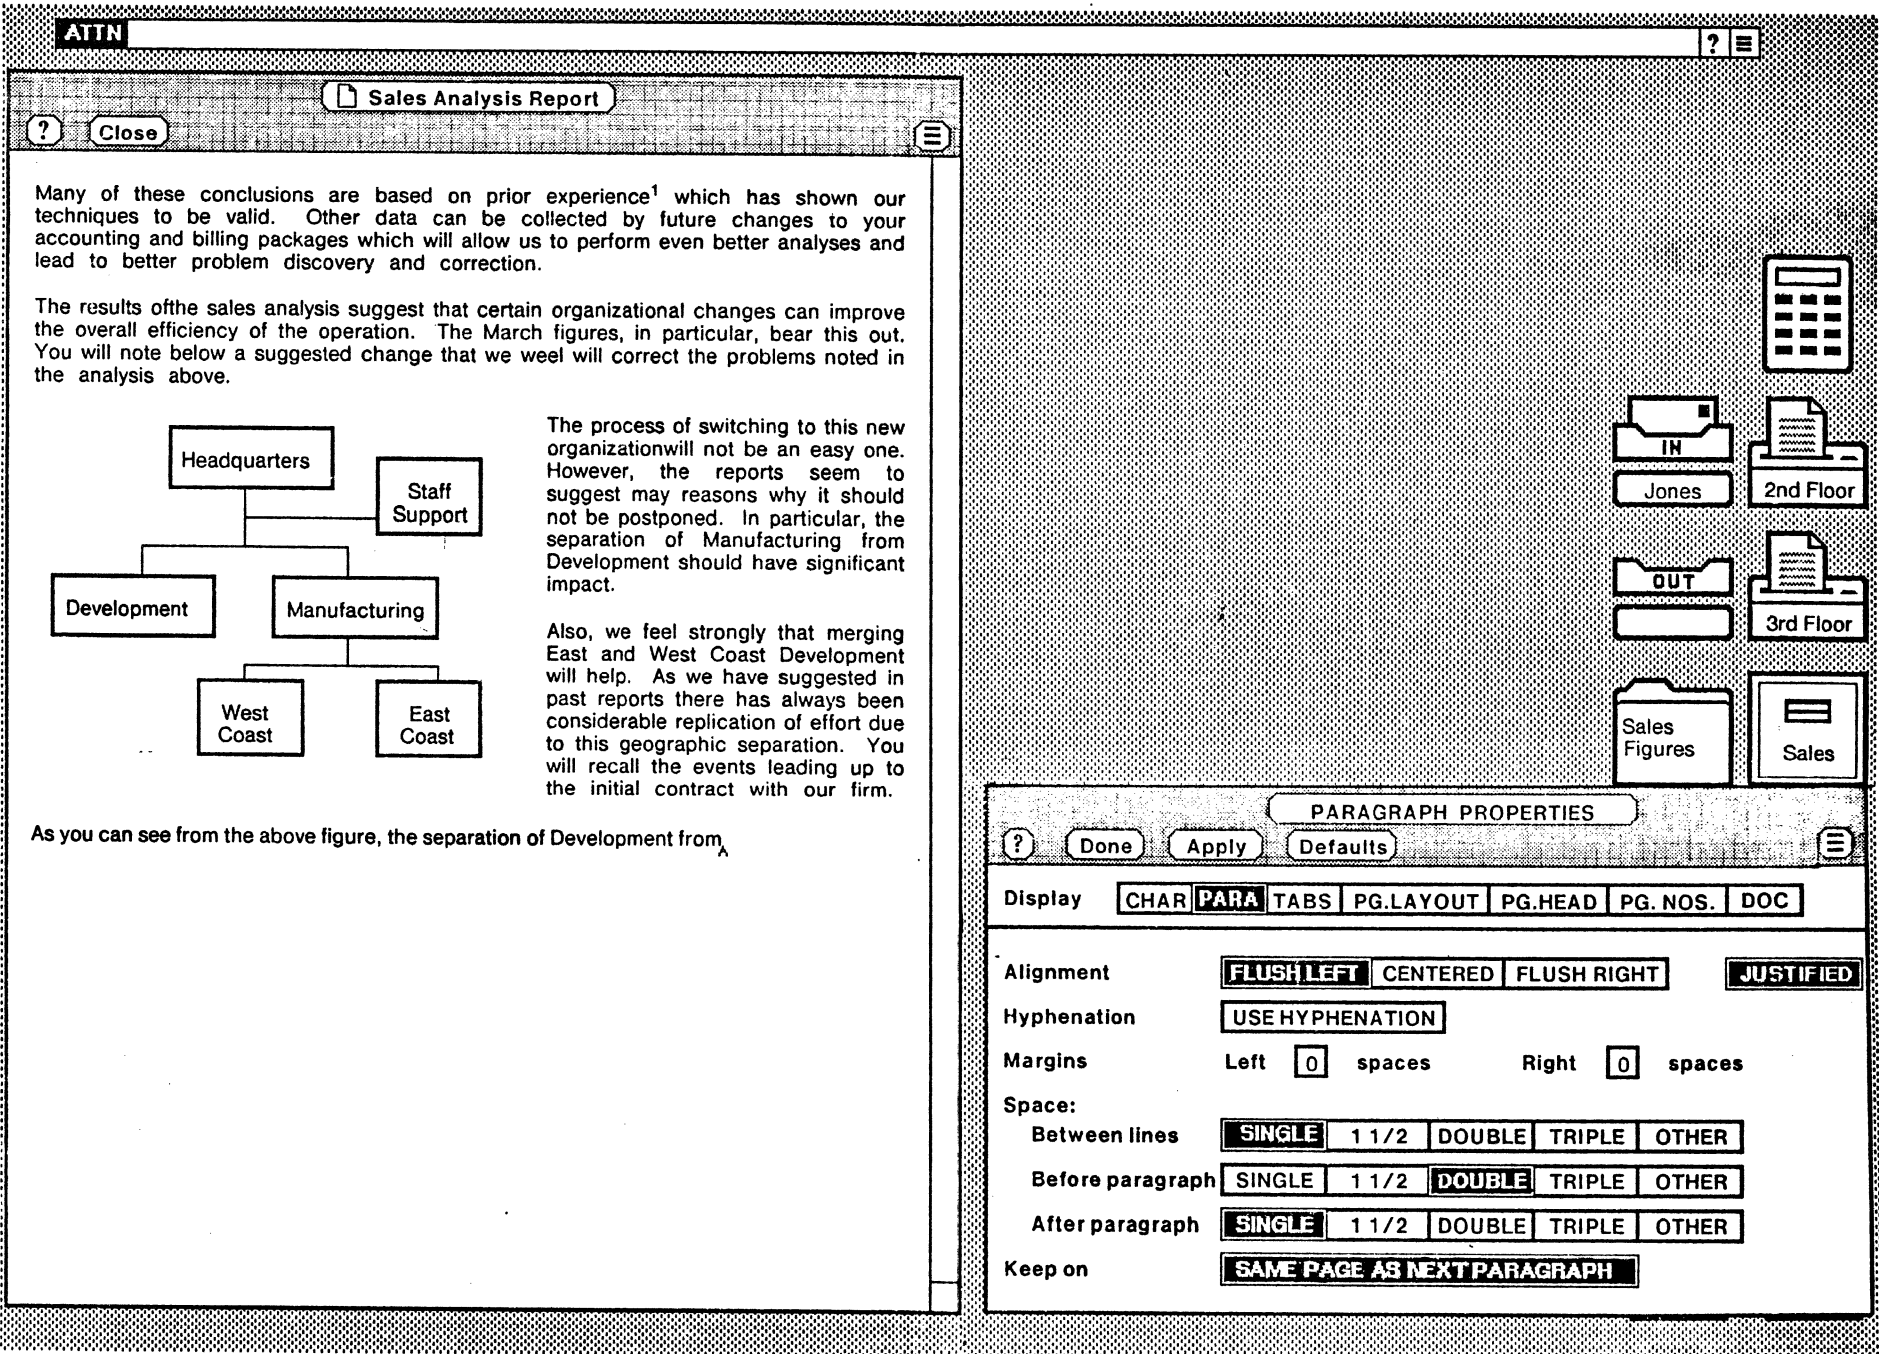 ATTN
?
Sales Analysis Report
? Close
Many of these conclusions are based on prior experience1 which has shown our
techniques to be valid. Other data can be collected by future changes to your
accounting and billing packages which will allow us to perform even better analyses and
lead to better problem discovery and correction.
The results ofthe sales analysis suggest that certain organizational changes can improve
the overall efficiency of the operation. The March figures, in particular, bear this out.
You will note below a suggested change that we weel will correct the problems noted in
the analysis above.
Headquarters
Staff
Support
Development
Manufacturing
West
Coast
East
Coast
The process of switching to this new
organizationwill not be an easy one.
However, the reports seem to
suggest may reasons why it should
not be postponed. In particular, the
separation of Manufacturing from
Development should have significant
impact.
Also, we feel strongly that merging
East and West Coast Development
will help. As we have suggested in
past reports there has always been
considerable replication of effort due
to this geographic separation. You
will recall the events leading up to
the initial contract with our firm.
As you can see from the above figure, the separation of Development from
IN
Jones
2nd Floor
OUT
3rd Floor
Sales
Figures
Sales
PARAGRAPH PROPERTIES
? Done Apply Defaults
Display CHAR PARA TABS PG.LAYOUT PG.HEAD PG. NOS. DOC
Alignment FLUSH LEFT CENTERED FLUSH RIGHT JUSTIFIED
Hyphenation USE HYPHENATION
Margins Left 0 spaces Right 0 spaces
Space:
Between lines SINGLE 1 1/2 DOUBLE TRIPLE OTHER
Before paragraph SINGLE 1 1/2 DOUBLE TRIPLE OTHER
After paragraph SINGLE 1 1/2 DOUBLE TRIPLE OTHER
Keep on SAME PAGE AS NEXT PARAGRAPH